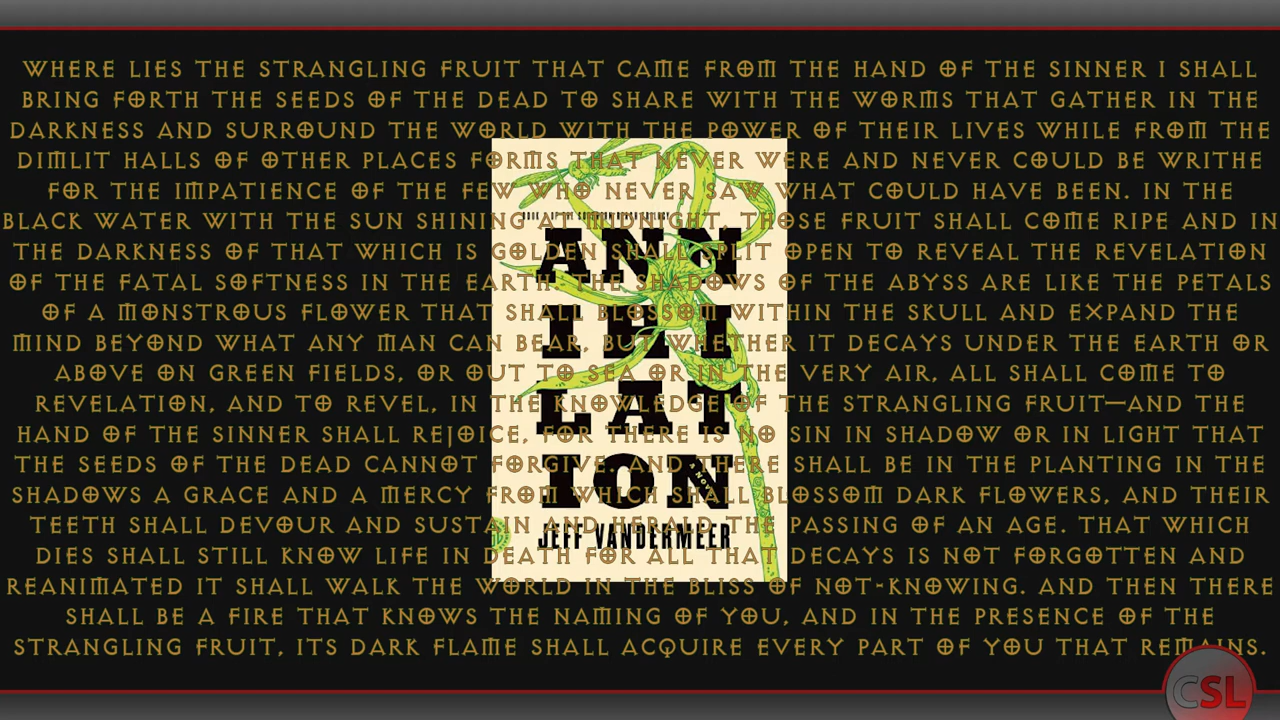 WHERE LIES THE STRANGLING FRUIT THAT CAME FROM THE HAND OF THE SINNER I SHALL
BRING FORTH THE SEEDS OF THE DEAD TO SHARE WITH THE WORMS THAT GATHER IN THE
DARKNESS AND SURROUND THE WORLD WITH THE POWER OF THEIR LIVES WHILE FROM THE
DIMLIT HALLS OF OTHER PLACES FORMS THAT NEVER WERE AND NEVER COULD BE WRITHE
FOR THE IMPATIENCE OF THE FEW WHO NEVER SAW WHAT COULD HAVE BEEN. IN THE
BLACK WATER WITH THE SUN SHINING AT MIDNIGHT, THOSE FRUIT SHALL COME RIPE AND IN
THE DARKNESS OF THAT WHICH IS GOLDEN SHALL SPLIT OPEN TO REVEAL THE REVELATION
OF THE FATAL SOFTNESS IN THE EARTH. THE SHADOWS OF THE ABYSS ARE LIKE THE PETALS
OF A MONSTROUS FLOWER THAT SHALL BLOSSOM WITHIN THE SKULL AND EXPAND THE
MIND BEYOND WHAT ANY MAN CAN BEAR, BUT WHETHER IT DECAYS UNDER THE EARTH OR
ABOVE ON GREEN FIELDS, OR OUT TO SEA OR IN THE VERY AIR, ALL SHALL COME TO
REVELATION, AND TO REVEL, IN THE KNOWLEDGE OF THE STRANGLING FRUIT—AND THE
HAND OF THE SINNER SHALL REJOICE, FOR THERE IS NO SIN IN SHADOW OR IN LIGHT THAT
THE SEEDS OF THE DEAD CANNOT FORGIVE. AND THERE SHALL BE IN THE PLANTING IN THE
SHADOWS A GRACE AND A MERCY FROM WHICH SHALL BLOSSOM DARK FLOWERS, AND THEIR
TEETH SHALL DEVOUR AND SUSTAIN AND HERALD THE PASSING OF AN AGE. THAT WHICH
DIES SHALL STILL KNOW LIFE IN DEATH FOR ALL THAT DECAYS IS NOT FORGOTTEN AND
REANIMATED IT SHALL WALK THE WORLD IN THE BLISS OF NOT-KNOWING. AND THEN THERE
SHALL BE A FIRE THAT KNOWS THE NAMING OF YOU, AND IN THE PRESENCE OF THE
STRANGLING FRUIT, ITS DARK FLAME SHALL ACQUIRE EVERY PART OF YOU THAT REMAINS.
ANN
IHI
LAT
ION
A NOVEL
JEFF VANDERMEER
CSL